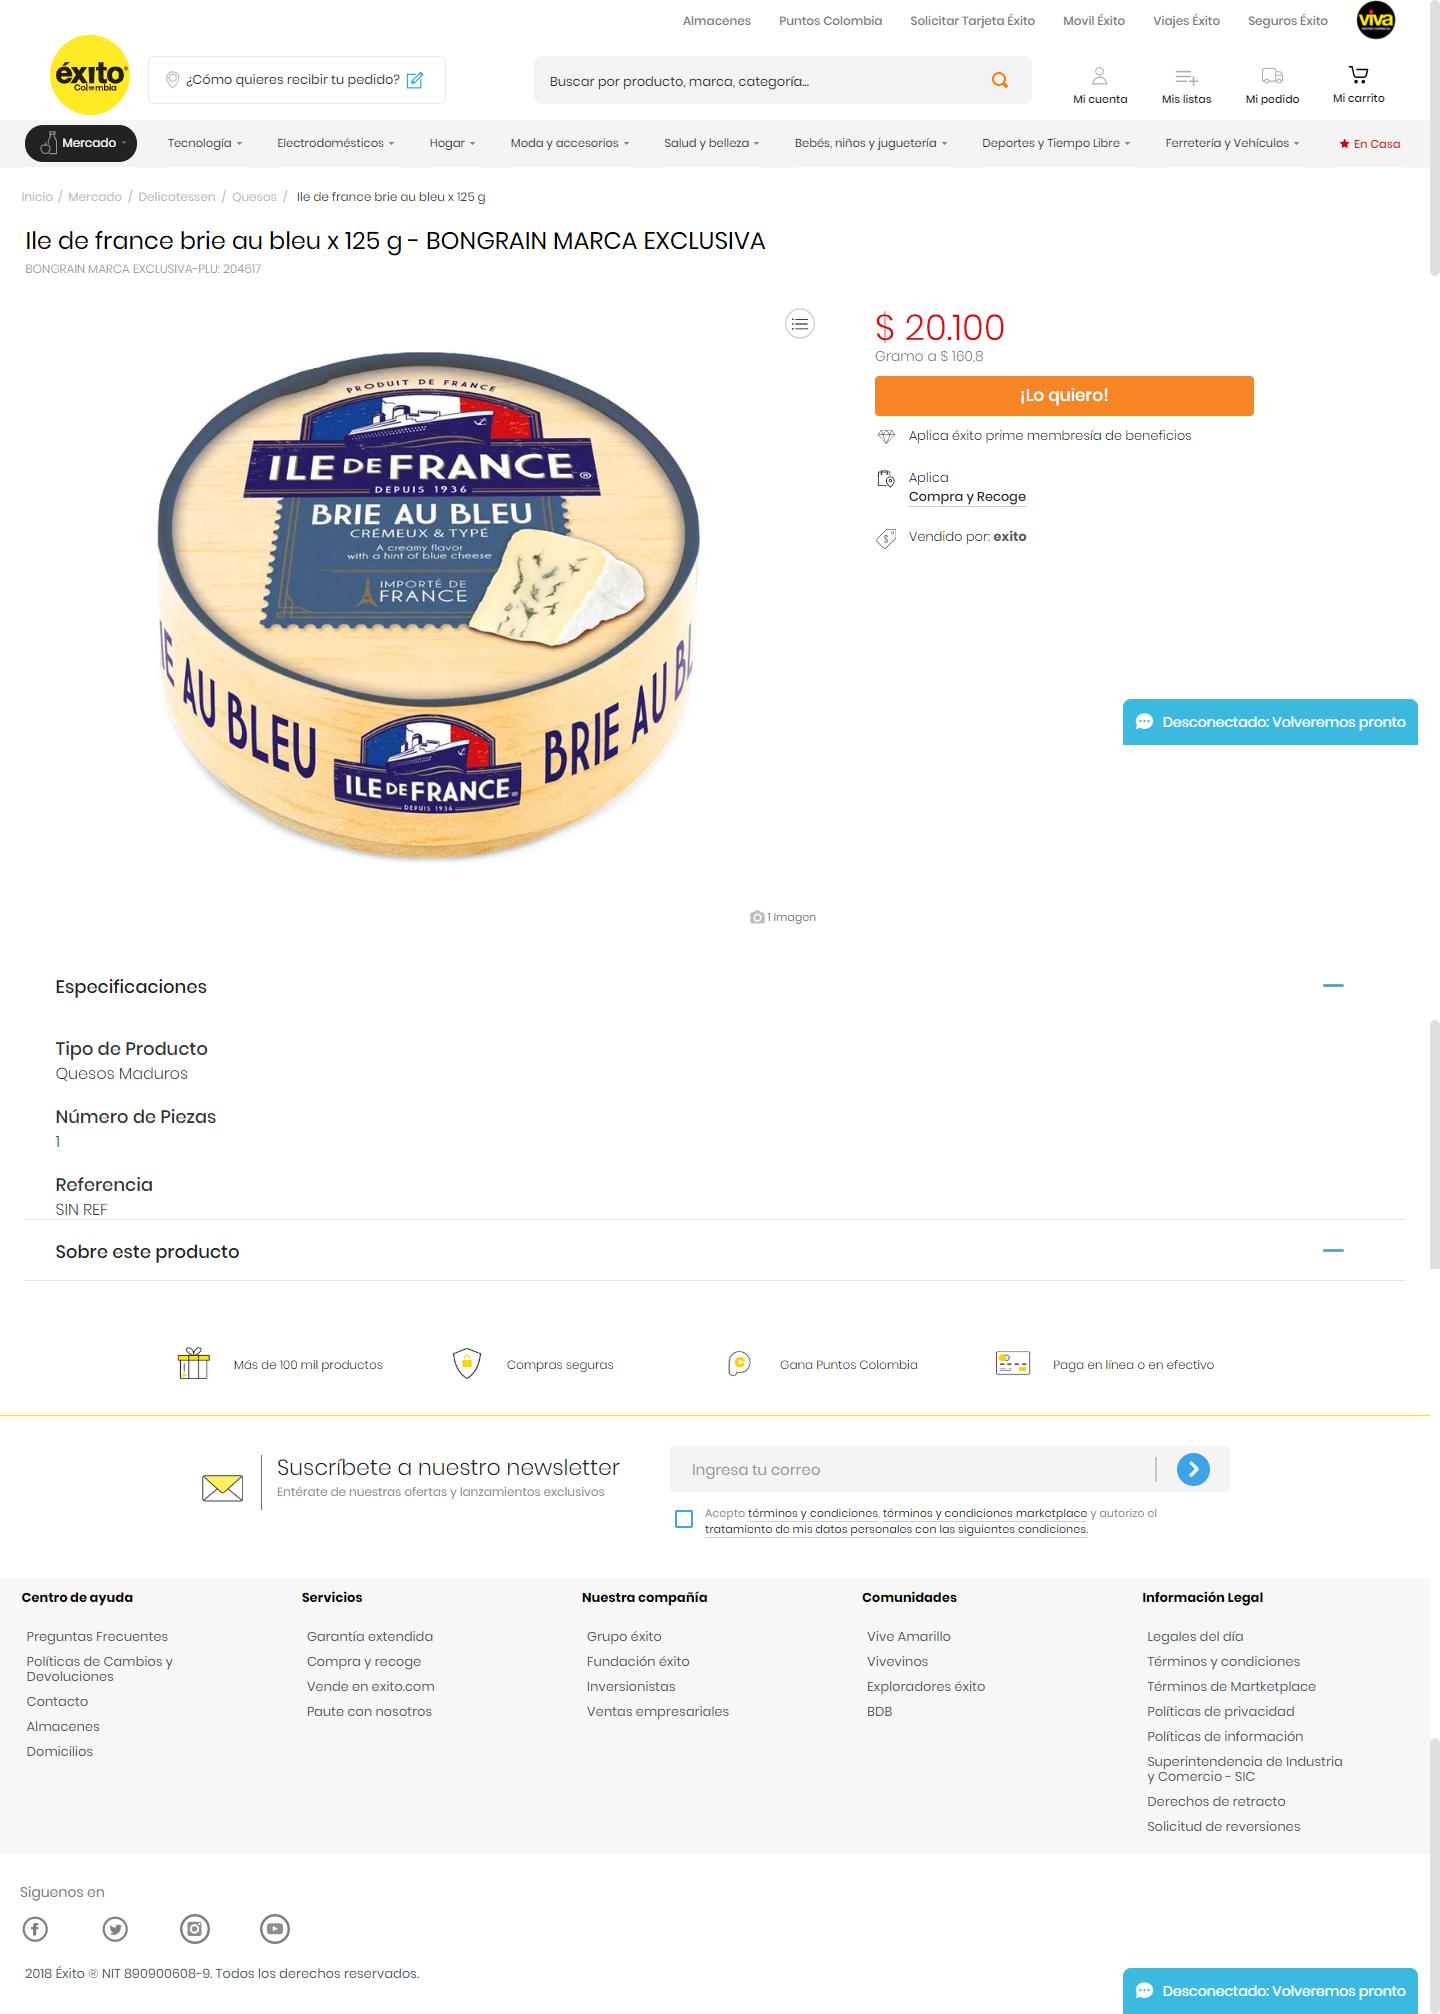 Almacenes Puntos Colombia Solicitar Tarjeta Éxito Movil Éxito Viajes Éxito Seguros Éxito viva
éxito
Colombia
¿Cómo quieres recibir tu pedido?
Buscar por producto, marca, categoría...
Mi cuenta Mis listas Mi pedido Mi carrito
Mercado Tecnología Electrodomésticos Hogar Moda y accesorios Salud y belleza Bebés, niños y juguetería Deportes y Tiempo Libre Ferretería y Vehículos En Casa
Inicio / Mercado / Delicatessen / Quesos / Ile de france brie au bleu x 125 g
Ile de france brie au bleu x 125 g - BONGRAIN MARCA EXCLUSIVA
BONGRAIN MARCA EXCLUSIVA-PLU: 204617
PRODUIT DE FRANCE
ILE DE FRANCE®
DEPUIS 1936
BRIE AU BLEU
CRÉMEUX & TYPÉ
A creamy flavor
with a hint of blue cheese
IMPORTÉ DE
FRANCE
IE AU BLEU
ILE DE FRANCE
DEPUIS 1936
BRIE AU BL
$ 20.100
Gramo a $ 160,8
¡Lo quiero!
Aplica éxito prime membresía de beneficios
Aplica
Compra y Recoge
Vendido por: exito
Desconectado: Volveremos pronto
1 Imagen
Especificaciones
Tipo de Producto
Quesos Maduros
Número de Piezas
1
Referencia
SIN REF
Sobre este producto
Más de 100 mil productos Compras seguras Gana Puntos Colombia Paga en línea o en efectivo
Suscríbete a nuestro newsletter
Entérate de nuestras ofertas y lanzamientos exclusivos
Ingresa tu correo
Acepto términos y condiciones, términos y condiciones marketplace y autorizo el
tratamiento de mis datos personales con las siguientes condiciones.
Centro de ayuda
Preguntas Frecuentes
Políticas de Cambios y
Devoluciones
Contacto
Almacenes
Domicilios
Servicios
Garantía extendida
Compra y recoge
Vende en exito.com
Paute con nosotros
Nuestra compañía
Grupo éxito
Fundación éxito
Inversionistas
Ventas empresariales
Comunidades
Vive Amarillo
Vivevinos
Exploradores éxito
BDB
Información Legal
Legales del día
Términos y condiciones
Términos de Martketplace
Políticas de privacidad
Políticas de información
Superintendencia de Industria
y Comercio - SIC
Derechos de retracto
Solicitud de reversiones
Siguenos en
2018 Éxito ® NIT 890900608-9. Todos los derechos reservados.
Desconectado: Volveremos pronto